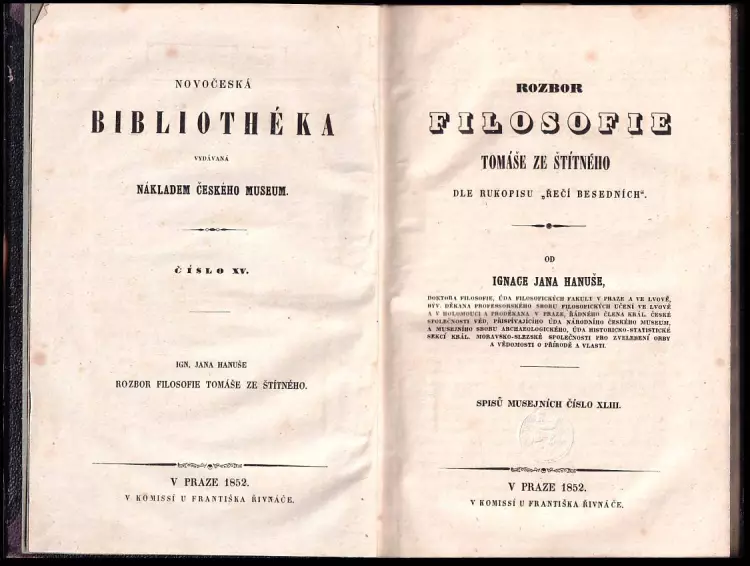 NOVOČESKÁ
BIBLIOTHÉKA
VYDÁVANÁ
NÁKLADEM ČESKÉHO MUSEUM.
ČÍSLO XV.
IGN. JANA HANUŠE
ROZBOR FILOSOFIE TOMÁŠE ZE ŠTÍTNÉHO.
V PRAZE 1852.
V KOMISSÍ U FRANTIŠKA ŘIVNÁČE.
ROZBOR
FILOSOFIE
TOMÁŠE ZE ŠTÍTNÉHO
DLE RUKOPISU „ŘEČÍ BESEDNÍCH“.
OD
IGNACE JANA HANUŠE,
DOKTORA FILOSOFIE, ÚDA FILOSOFICKÝCH FAKULT V PRAZE A VE LVOVĚ,
BÝV. DĚKANA PROFESSORSKÉHO SBORU FILOSOFICKÝCH UČENÍ VE LVOVĚ
A V HOLOMOUCI A PRODĚKANA V PRAZE, ŘÁDNÉHO ČLENA KRÁL. ČESKÉ
SPOLEČNOSTI VĚD, PŘISPÍVAJÍCÍHO ÚDA NÁRODNÍHO ČESKÉHO MUSEUM,
A MUSEJNÍHO SBORU ARCHAEOLOGICKÉHO, ÚDA HISTORICKO-STATISTICKÉ
SEKCÍ KRÁL. MORAVSKO-SLEZSKÉ SPOLEČNOSTI PRO ZVELEBENÍ ORBY
A VĚDOMOSTI O PŘÍRODĚ A VLASTI.
SPISŮ MUSEJNÍCH ČÍSLO XLIII.
V PRAZE 1852.
V KOMISSÍ U FRANTIŠKA ŘIVNÁČE.